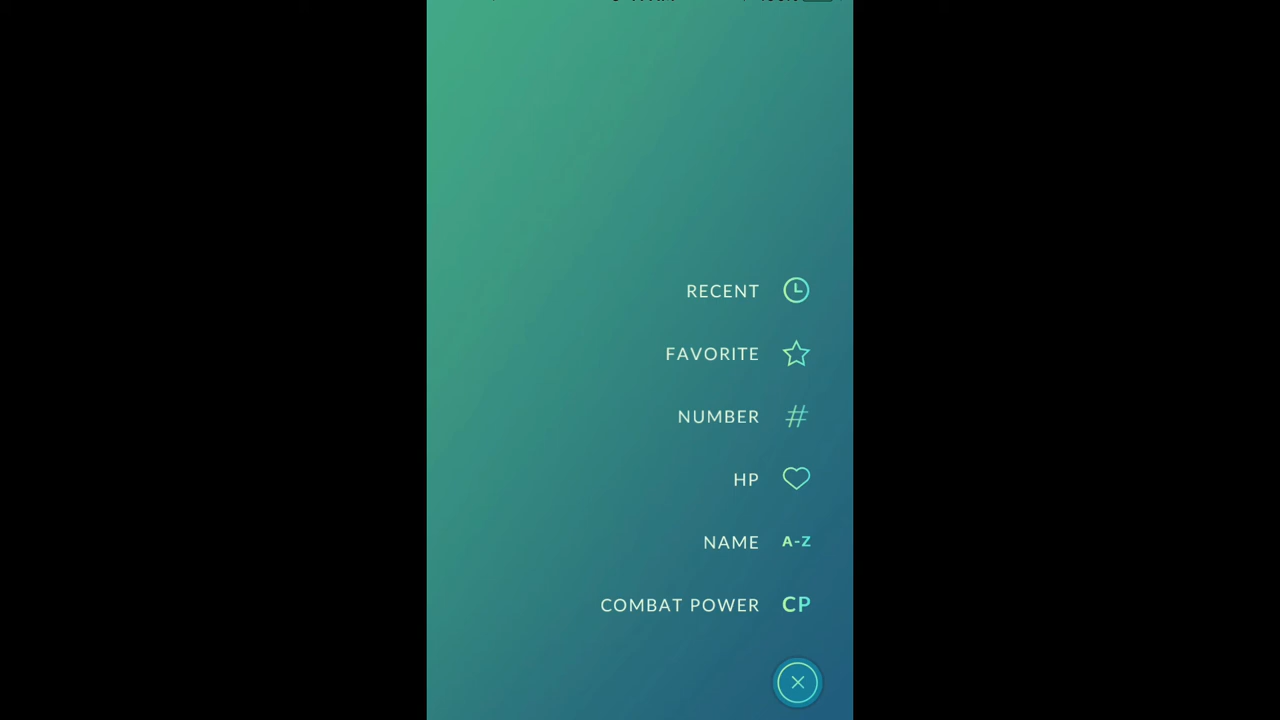 RECENT
FAVORITE
NUMBER #
HP
NAME A-Z
COMBAT POWER CP